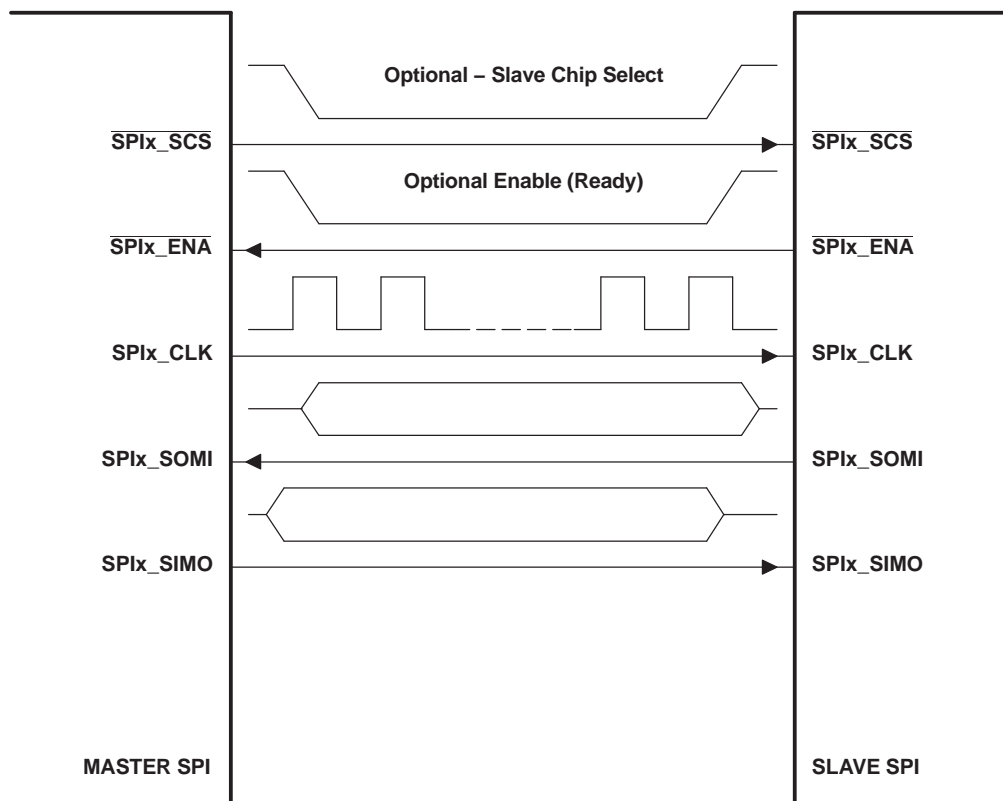 Optional – Slave Chip Select
SPIx_SCS SPIx_SCS
Optional Enable (Ready)
SPIx_ENA SPIx_ENA
SPIx_CLK SPIx_CLK
SPIx_SOMI SPIx_SOMI
SPIx_SIMO SPIx_SIMO
MASTER SPI SLAVE SPI